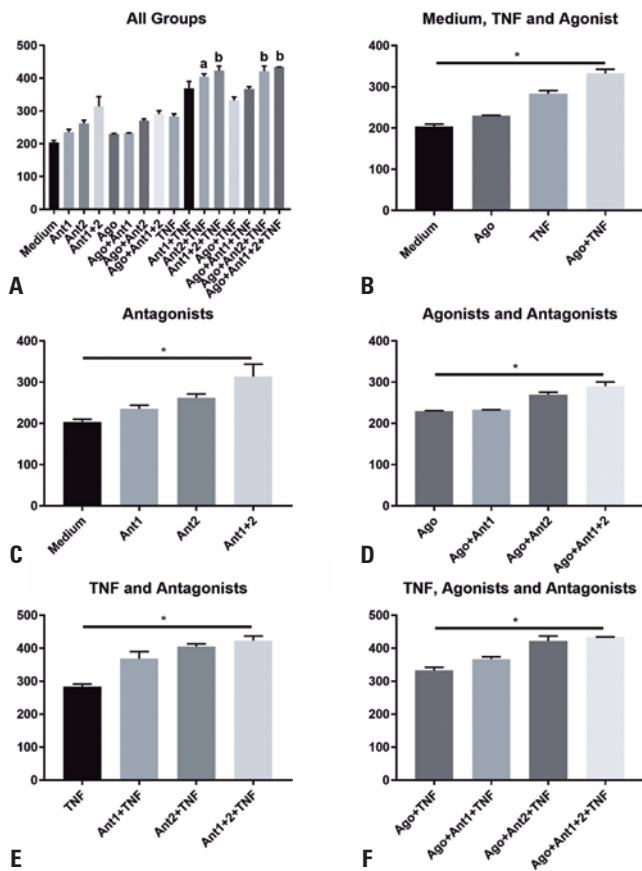 All Groups
500
400
300
200
100
0
a
b
b
b
Medium
Ant1
Ant2
Ant1+2
Ago
Ago+Ant1
Ago+Ant2
Ago+Ant1+2
TNF
Ant1+TNF
Ant2+TNF
Ant1+2+TNF
Ago+TNF
Ago+Ant1+TNF
Ago+Ant2+TNF
Ago+Ant1+2+TNF
A
Medium, TNF and Agonist
400
300
200
100
0
*
Medium
Ago
TNF
Ago+TNF
B
Antagonists
400
300
200
100
0
*
Medium
Ant1
Ant2
Ant1+2
C
Agonists and Antagonists
400
300
200
100
0
*
Ago
Ago+Ant1
Ago+Ant2
Ago+Ant1+2
D
TNF and Antagonists
500
400
300
200
100
0
*
TNF
Ant1+TNF
Ant2+TNF
Ant1+2+TNF
E
TNF, Agonists and Antagonists
500
400
300
200
100
0
*
Ago+TNF
Ago+Ant1+TNF
Ago+Ant2+TNF
Ago+Ant1+2+TNF
F